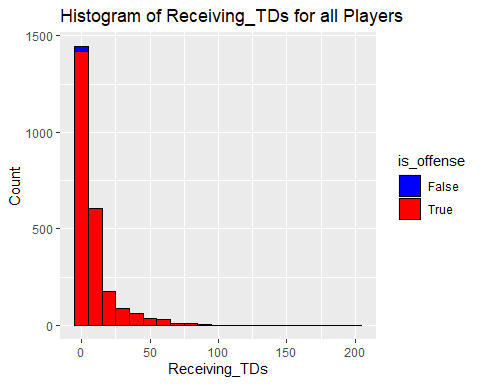 Histogram of Receiving_TDs for all Players
1500
1000
500
0
Count
0 50 100 150 200
Receiving_TDs
is_offense
False
True